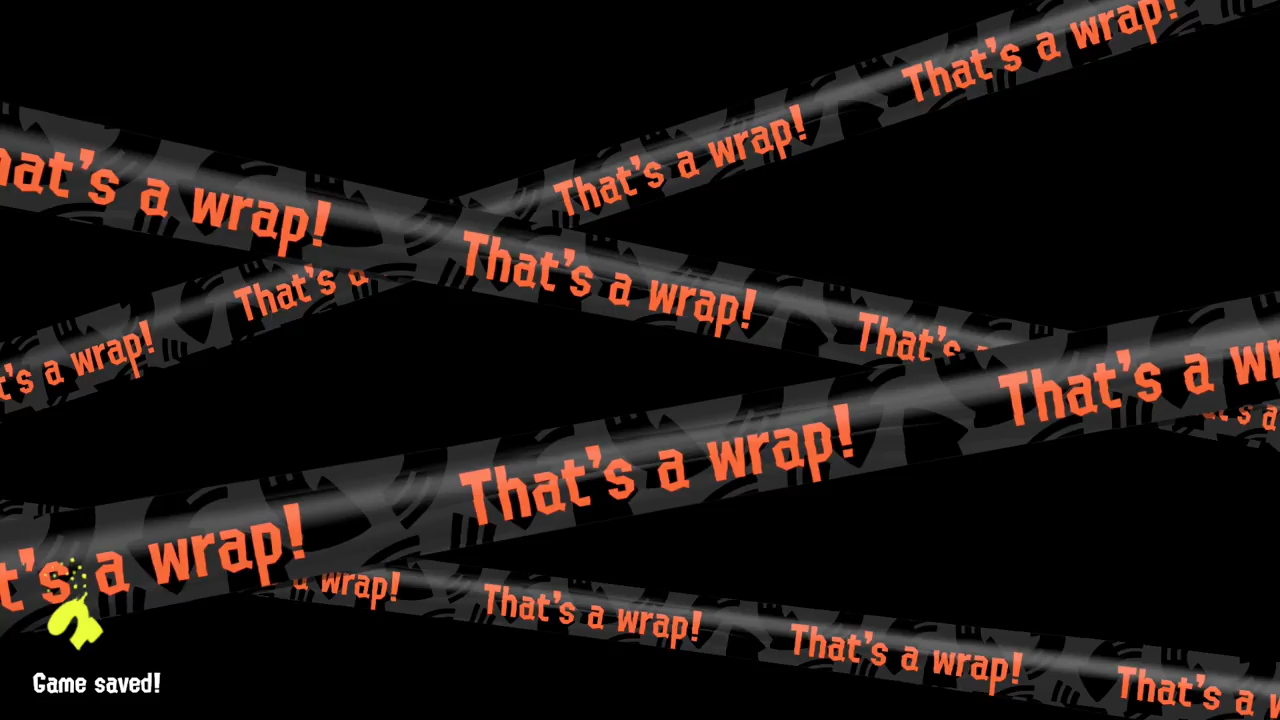 That's a wrap! That's a wrap!
hat's a wrap! That's a wrap! That's
t's a wrap! That's a
t's a wrap! That's a wrap! That's a wr
a wrap! That's a wrap! That's a wrap! That's a w
t's a
Game saved!